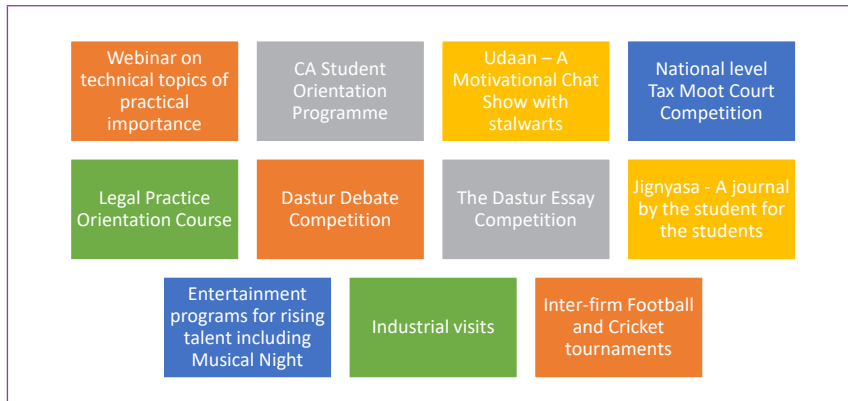 Webinar on
technical topics of
practical
importance
CA Student
Orientation
Programme
Udaan – A
Motivational Chat
Show with
stalwarts
National level
Tax Moot Court
Competition
Legal Practice
Orientation Course
Dastur Debate
Competition
The Dastur Essay
Competition
Jignyasa - A journal
by the student for
the students
Entertainment
programs for rising
talent including
Musical Night
Industrial visits
Inter-firm Football
and Cricket
tournaments